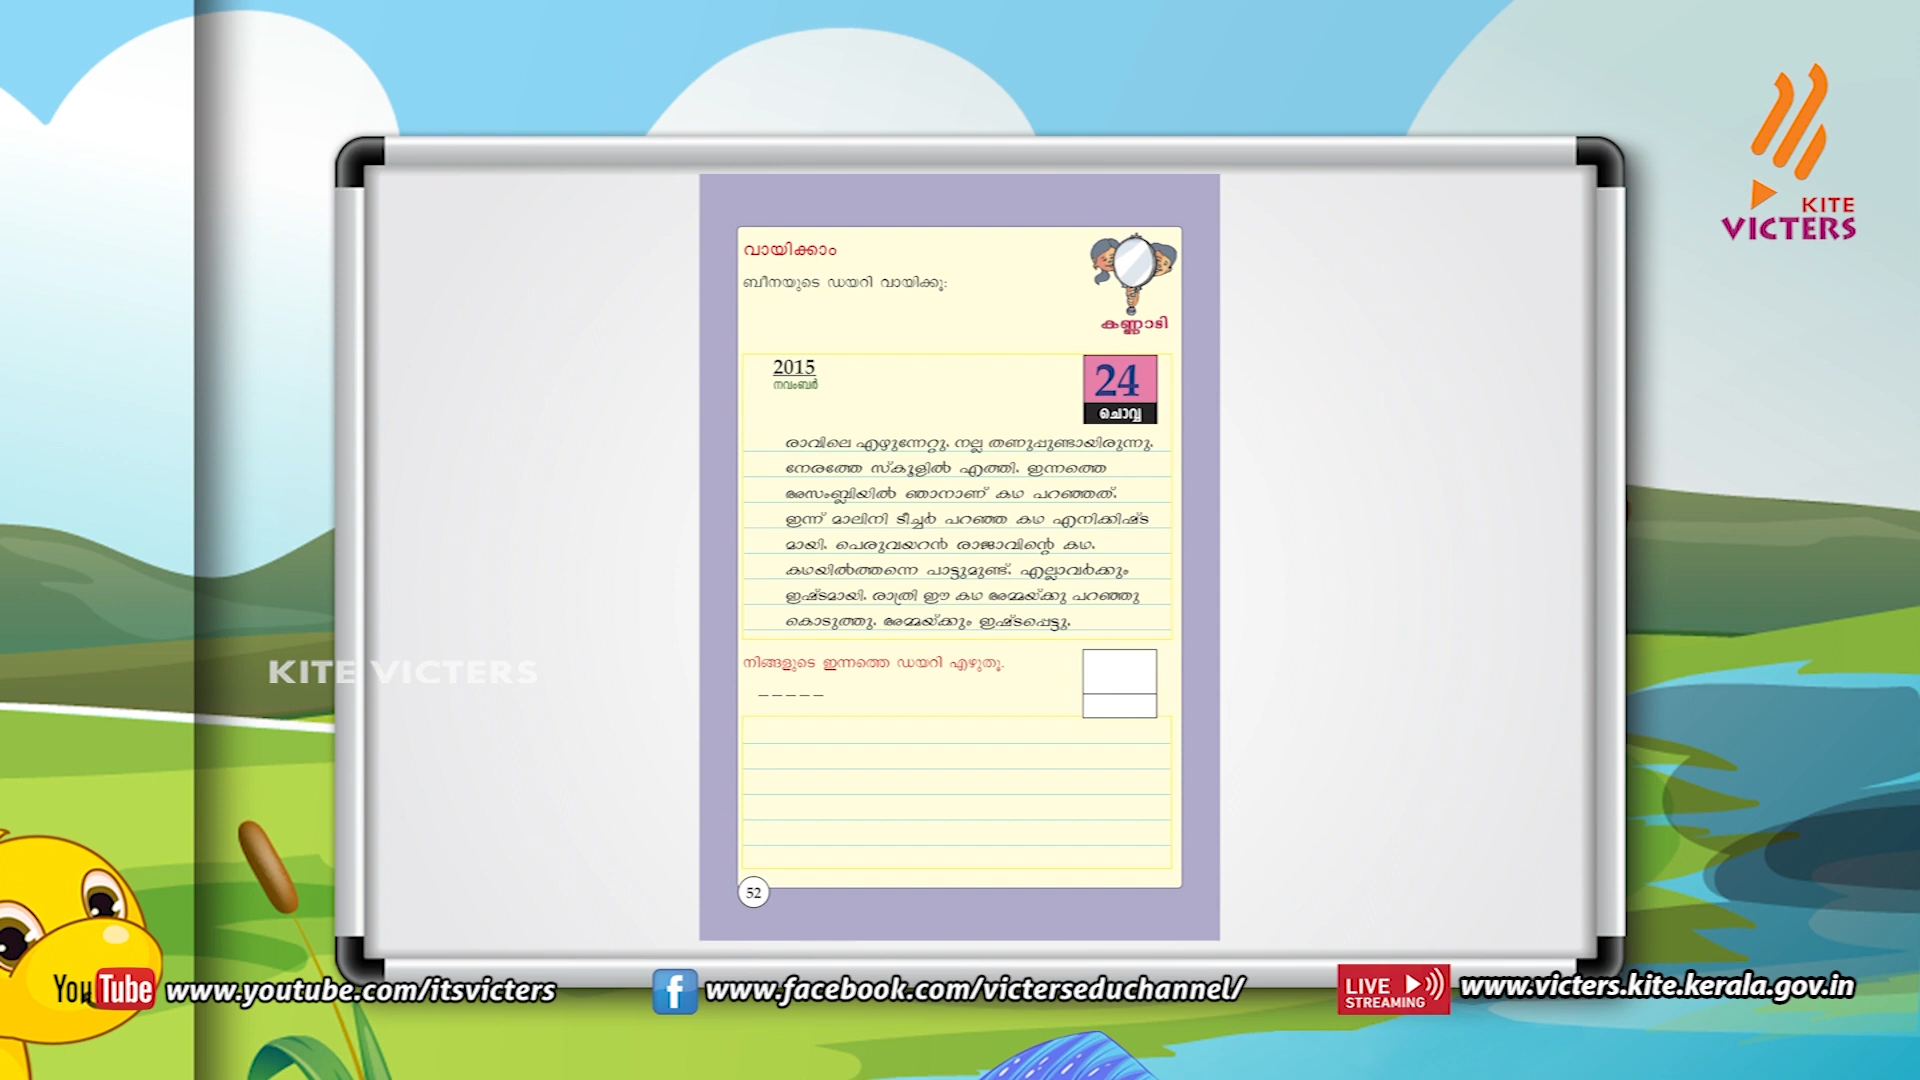 KITE
VICTERS
വായിക്കാം
ബീനയുടെ ഡയറി വായിക്കൂ:
കണ്ണാടി
2015
നവംബർ
24
ചൊവ്വ
രാവിലെ എഴുന്നേറ്റു. നല്ല തണുപ്പുണ്ടായിരുന്നു.
നേരത്തേ സ്കൂളിൽ എത്തി. ഇന്നത്തെ
അസംബ്ലിയിൽ ഞാനാണ് കഥ പറഞ്ഞത്.
ഇന്ന് മാലിനി ടീച്ചർ പറഞ്ഞ കഥ എനിക്കിഷ്ട
മായി. പെരുവയറൻ രാജാവിന്റെ കഥ.
കഥയിൽത്തന്നെ പാട്ടുമുണ്ട്. എല്ലാവർക്കും
ഇഷ്ടമായി. രാത്രി ഈ കഥ അമ്മയ്ക്കു പറഞ്ഞു
കൊടുത്തു. അമ്മയ്ക്കും ഇഷ്ടപ്പെട്ടു.
KITE VICTERS
നിങ്ങളുടെ ഇന്നത്തെ ഡയറി എഴുതൂ.
52
YouTube www.youtube.com/itsvicters
f www.facebook.com/victerseduchannel/
LIVE STREAMING www.victers.kite.kerala.gov.in